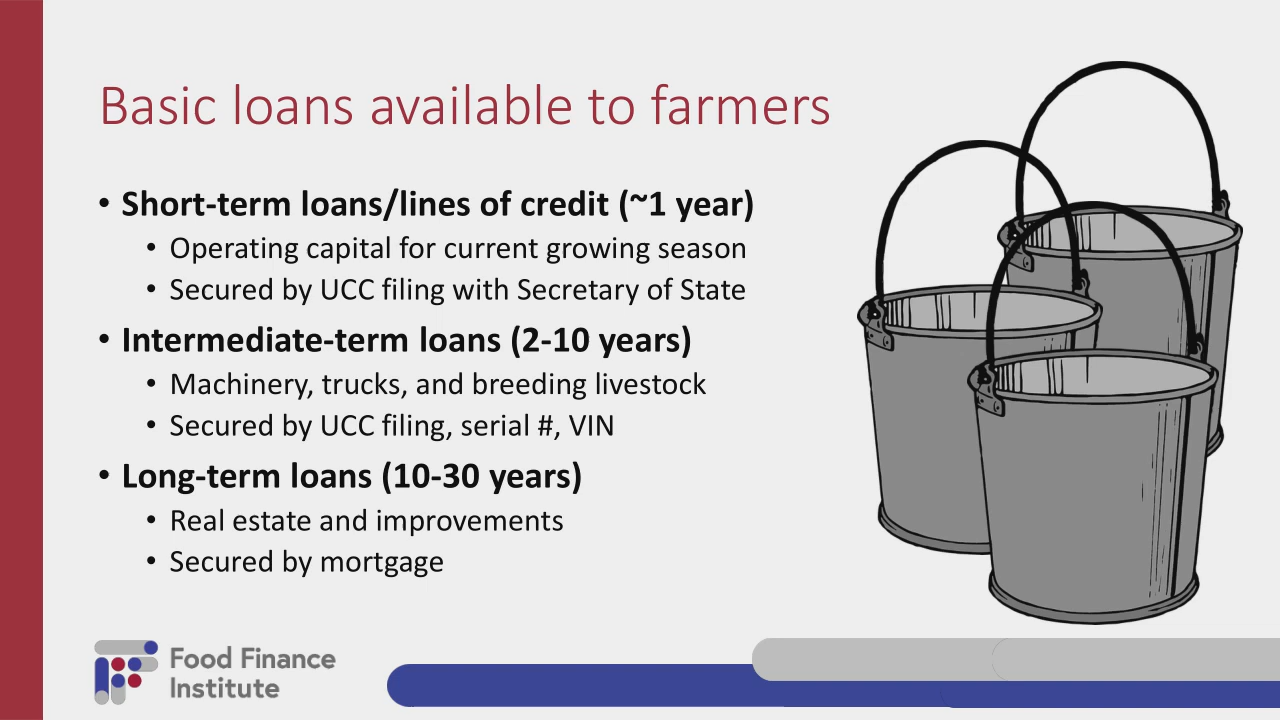 Basic loans available to farmers
• Short-term loans/lines of credit (~1 year)
• Operating capital for current growing season
• Secured by UCC filing with Secretary of State
• Intermediate-term loans (2-10 years)
• Machinery, trucks, and breeding livestock
• Secured by UCC filing, serial #, VIN
• Long-term loans (10-30 years)
• Real estate and improvements
• Secured by mortgage
Food Finance
Institute